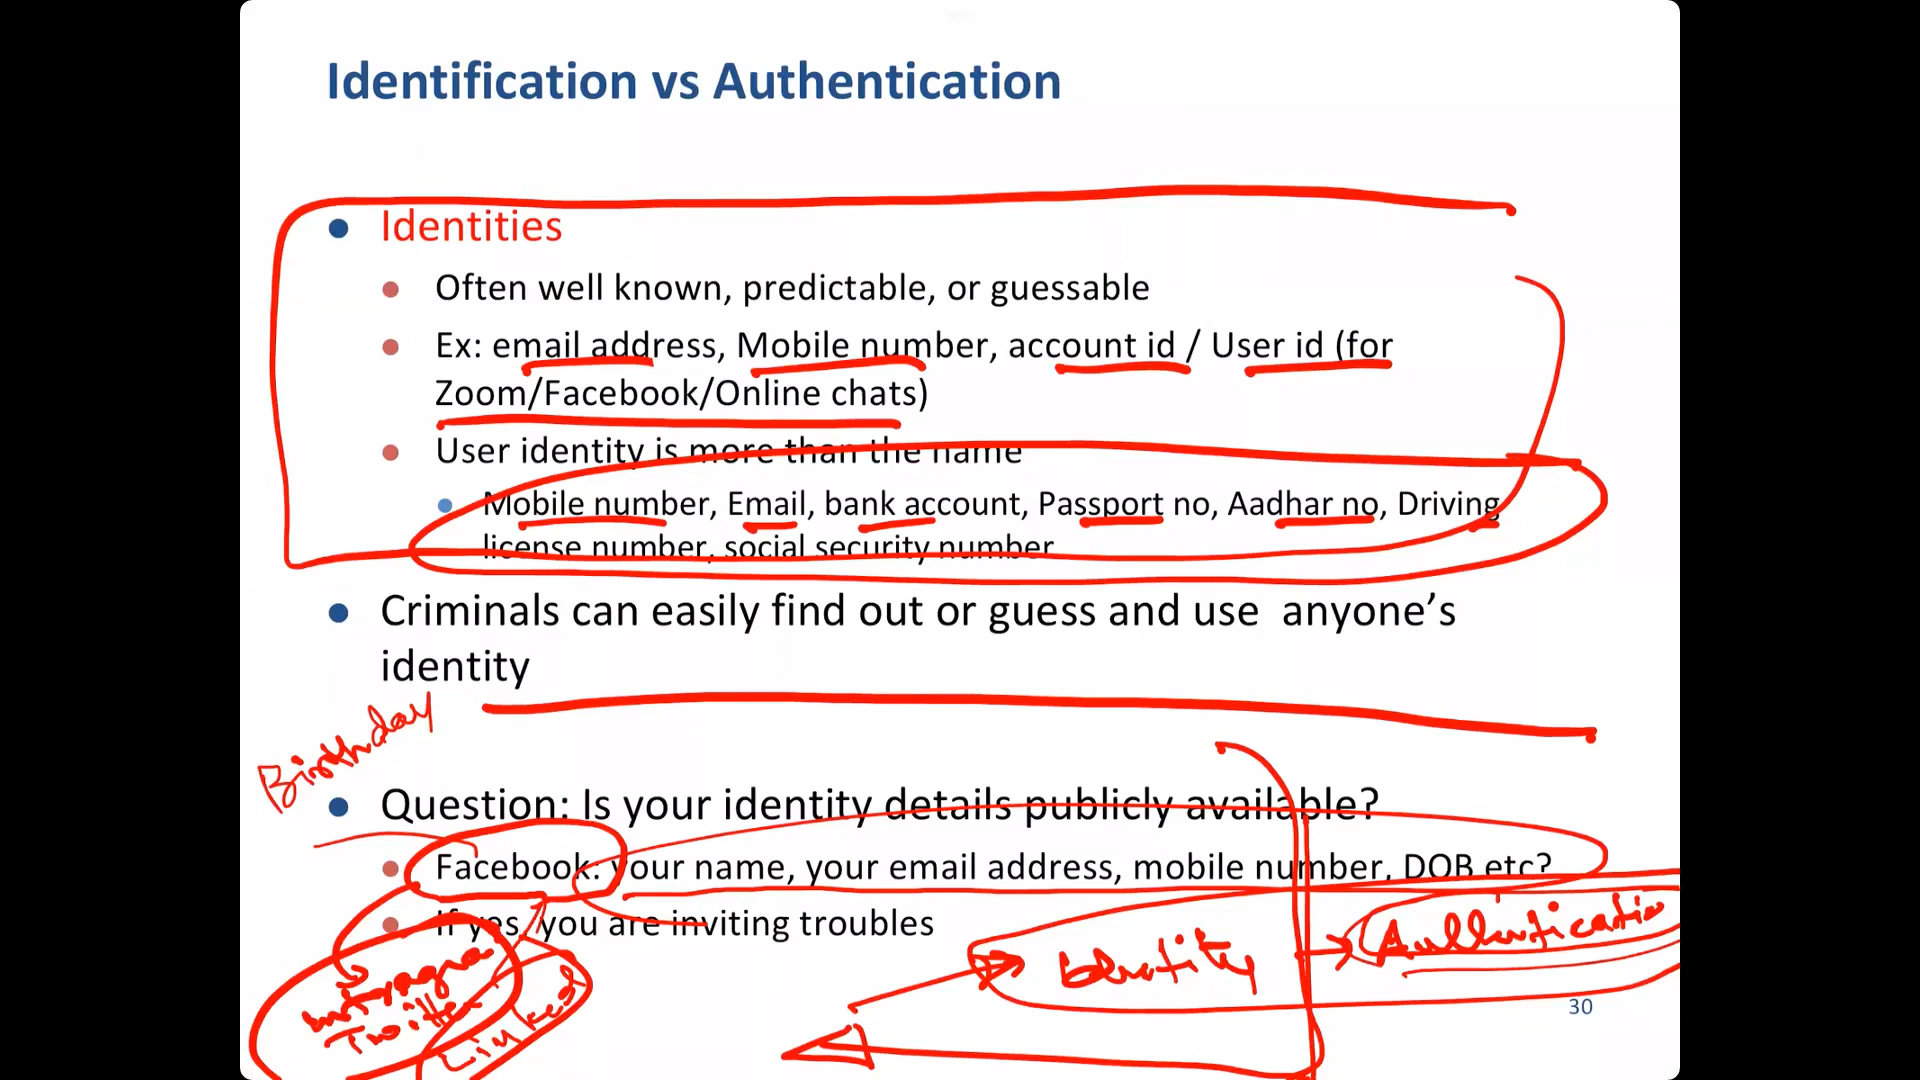 Identification vs Authentication
Identities
Often well known, predictable, or guessable
Ex: email address, Mobile number, account id / User id (for
Zoom/Facebook/Online chats)
User identity is more than the name
Mobile number, Email, bank account, Passport no, Aadhar no, Driving
license number, social security number
Criminals can easily find out or guess and use anyone’s
identity
Birthday
Question: Is your identity details publicly available?
Facebook: your name, your email address, mobile number, DOB etc?
If yes, you are inviting troubles
Identity
30